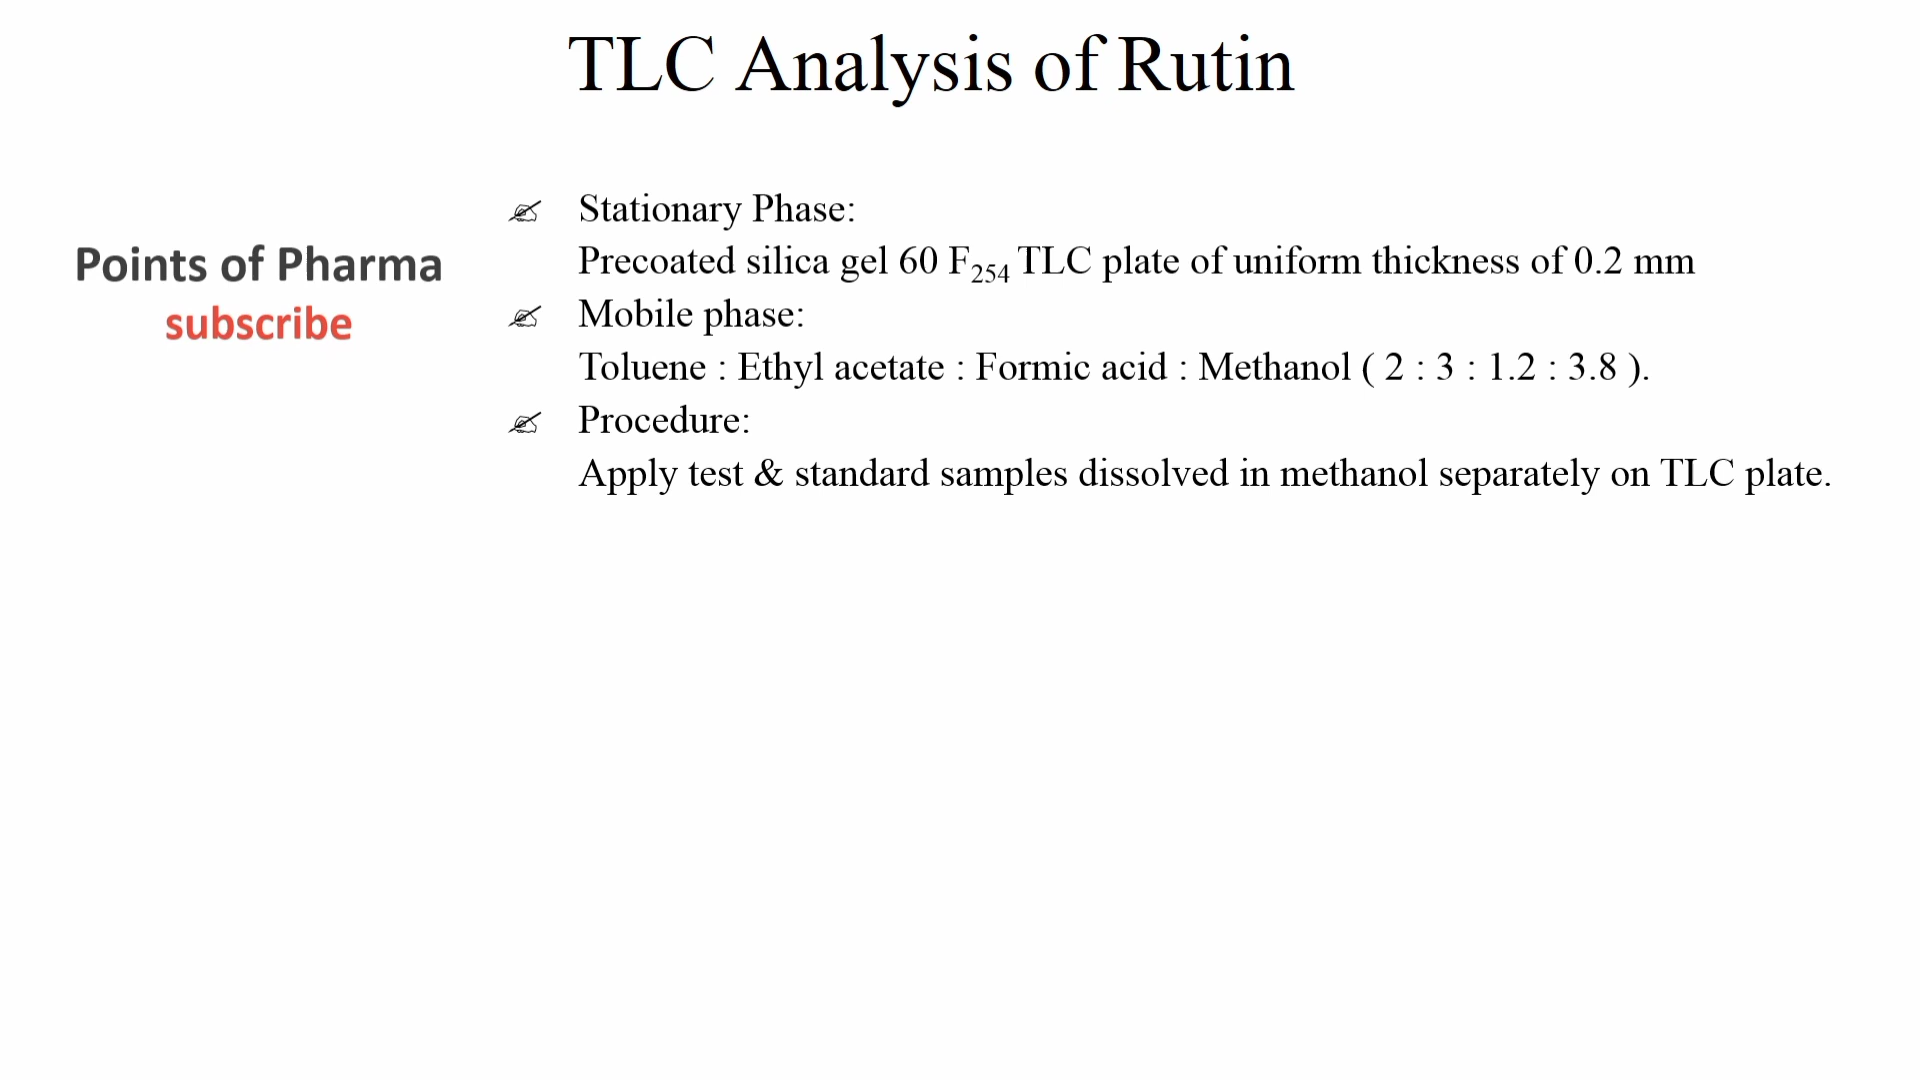 TLC Analysis of Rutin
Points of Pharma
subscribe
Stationary Phase:
Precoated silica gel 60 F254 TLC plate of uniform thickness of 0.2 mm
Mobile phase:
Toluene : Ethyl acetate : Formic acid : Methanol ( 2 : 3 : 1.2 : 3.8 ).
Procedure:
Apply test & standard samples dissolved in methanol separately on TLC plate.